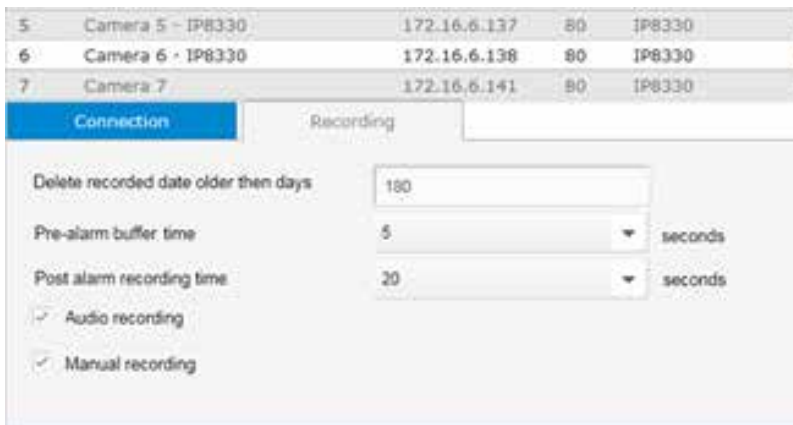 5 Camera 5 - IP8330 172.16.6.137 80 IP8330
6 Camera 6 - IP8330 172.16.6.138 80 IP8330
7 Camera 7 172.16.6.141 80 IP8330
Connection Recording
Delete recorded date older then days 180
Pre-alarm buffer time 5 seconds
Post alarm recording time 20 seconds
Audio recording
Manual recording